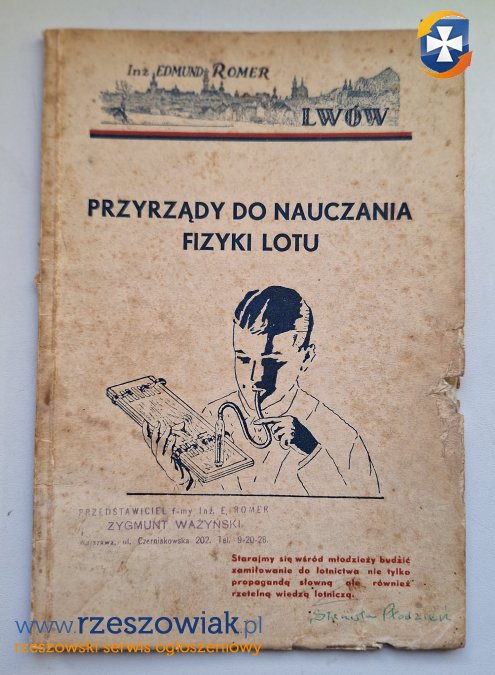 Inż. EDMUND ROMER
LWÓW
PRZYRZĄDY DO NAUCZANIA
FIZYKI LOTU
PRZEDSTAWICIEL f-my Inż. E. ROMER
ZYGMUNT WAŻYŃSKI
Warszawa, ul. Czerniakowska 202. Tel. 9-20-28
Starajmy się wśród młodzieży budzić
zamiłowanie do lotnictwa nie tylko
propagandą słowną ale również
rzetelną wiedzą lotniczą.
Stanisław Płodzień
www.rzeszowiak.pl
rzeszowski serwis ogłoszeniowy